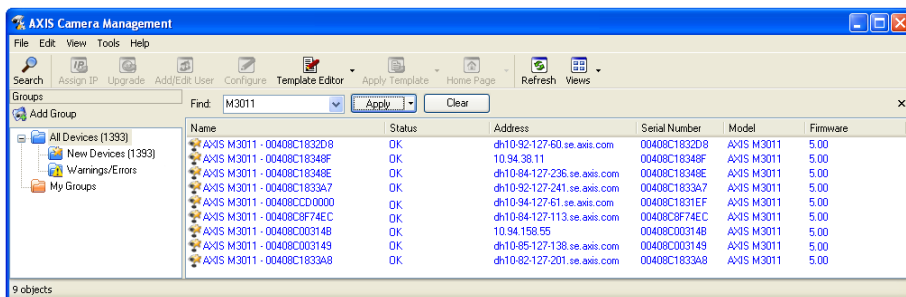 AXIS Camera Management
File Edit View Tools Help
Search Assign IP Upgrade Add/Edit User Configure Template Editor Apply Template Home Page Refresh Views
Groups
Add Group
All Devices (1393)
New Devices (1393)
Warnings/Errors
My Groups
Find: M3011 Apply Clear
Name Status Address Serial Number Model Firmware
AXIS M3011 - 00408C1832D8 OK dh10-92-127-60.se.axis.com 00408C1832D8 AXIS M3011 5.00
AXIS M3011 - 00408C18348F OK 10.94.38.11 00408C18348F AXIS M3011 5.00
AXIS M3011 - 00408C18348E OK dh10-84-127-236.se.axis.com 00408C18348E AXIS M3011 5.00
AXIS M3011 - 00408C1833A7 OK dh10-92-127-241.se.axis.com 00408C1833A7 AXIS M3011 5.00
AXIS M3011 - 00408CCD0000 OK dh10-94-127-61.se.axis.com 00408C1831EF AXIS M3011 5.00
AXIS M3011 - 00408C8F74EC OK dh10-84-127-113.se.axis.com 00408C8F74EC AXIS M3011 5.00
AXIS M3011 - 00408C00314B OK 10.94.158.55 00408C00314B AXIS M3011 5.00
AXIS M3011 - 00408C003149 OK dh10-85-127-138.se.axis.com 00408C003149 AXIS M3011 5.00
AXIS M3011 - 00408C1833A8 OK dh10-82-127-201.se.axis.com 00408C1833A8 AXIS M3011 5.00
9 objects